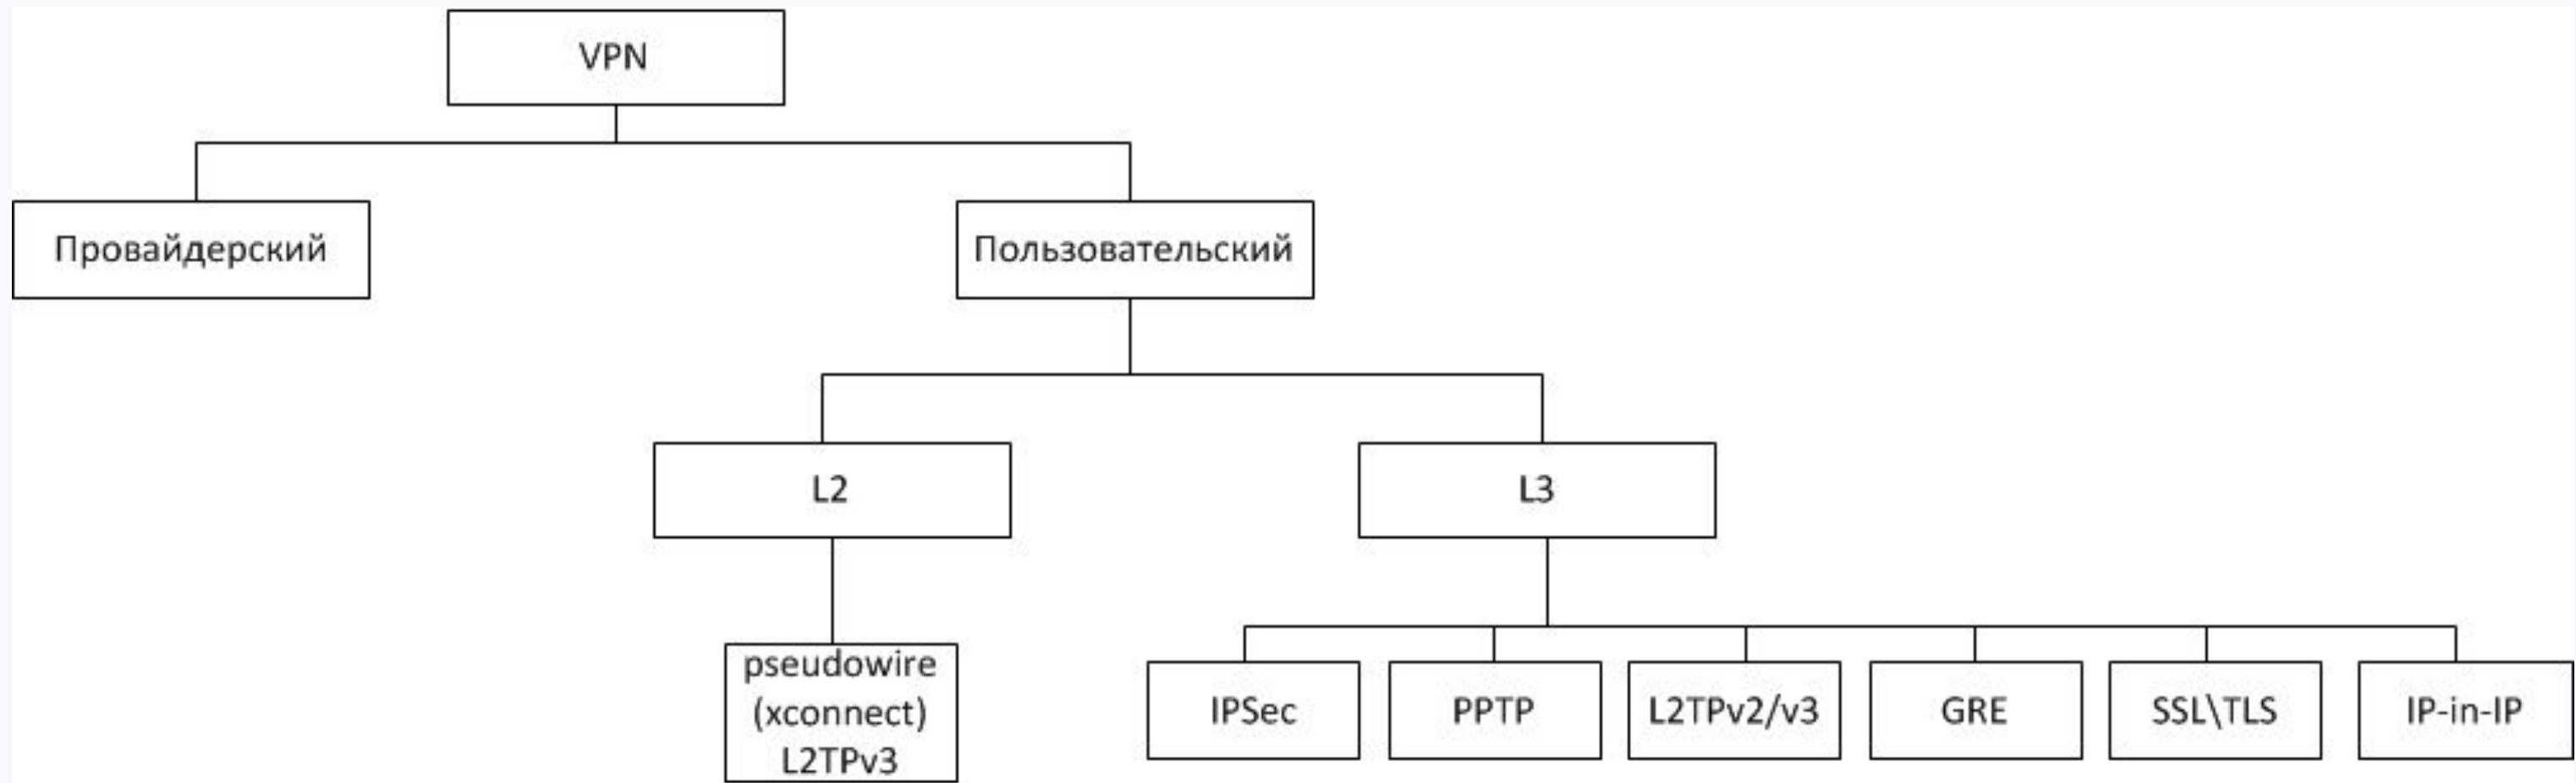 VPN
Провайдерский
Пользовательский
L2
L3
pseudowire
(xconnect)
L2TPv3
IPSec
PPTP
L2TPv2/v3
GRE
SSL\TLS
IP-in-IP